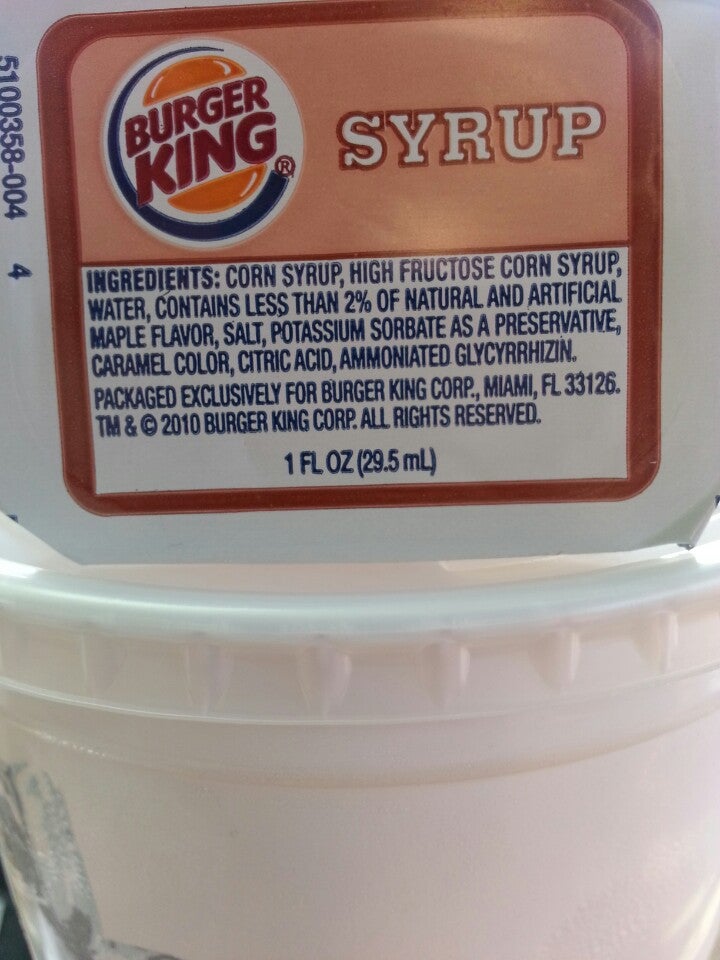 BURGER
KING®
SYRUP
5100358-004 4
INGREDIENTS: CORN SYRUP, HIGH FRUCTOSE CORN SYRUP,
WATER, CONTAINS LESS THAN 2% OF NATURAL AND ARTIFICIAL
MAPLE FLAVOR, SALT, POTASSIUM SORBATE AS A PRESERVATIVE,
CARAMEL COLOR, CITRIC ACID, AMMONIATED GLYCYRRHIZIN.
PACKAGED EXCLUSIVELY FOR BURGER KING CORP., MIAMI, FL 33126.
TM & © 2010 BURGER KING CORP. ALL RIGHTS RESERVED.
1 FL OZ (29.5 mL)